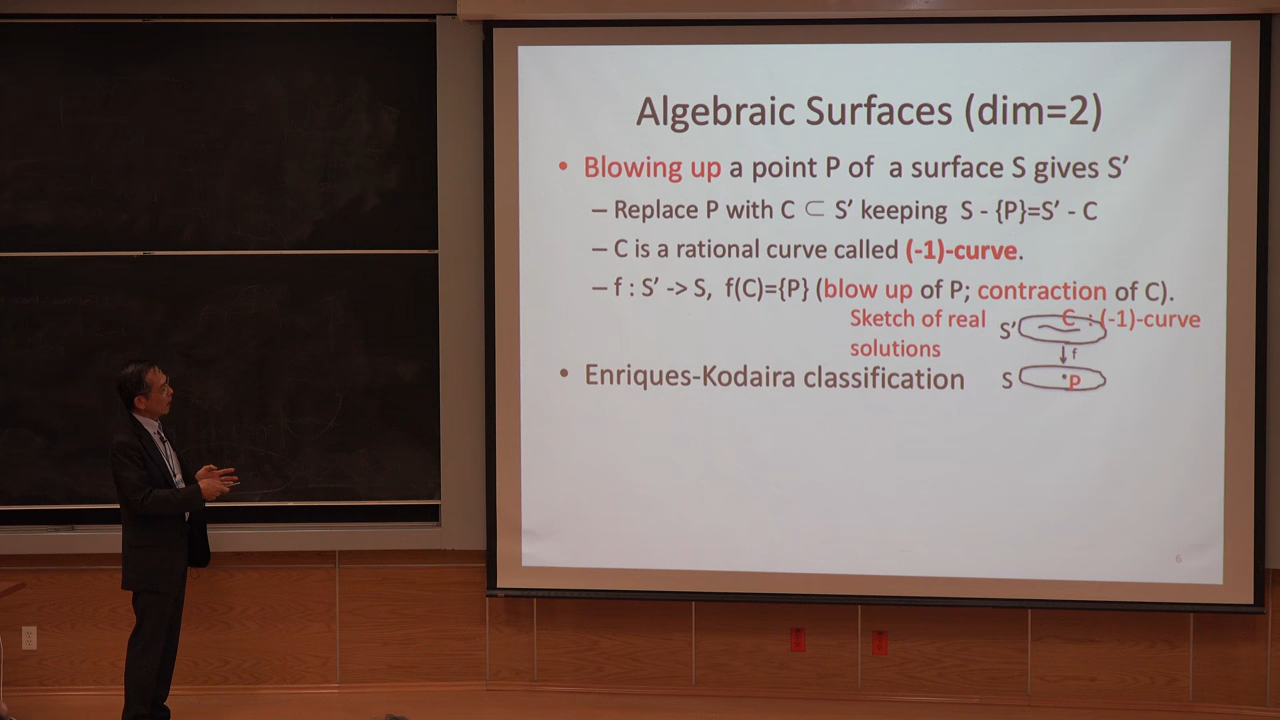 Algebraic Surfaces (dim=2)
• Blowing up a point P of a surface S gives S′
– Replace P with C ⊂ S′ keeping S - {P}=S′ - C
– C is a rational curve called (-1)-curve.
– f : S′ -> S, f(C)={P} (blow up of P; contraction of C).
Sketch of real solutions
S′ C : (-1)-curve
f
• Enriques-Kodaira classification
S P
6